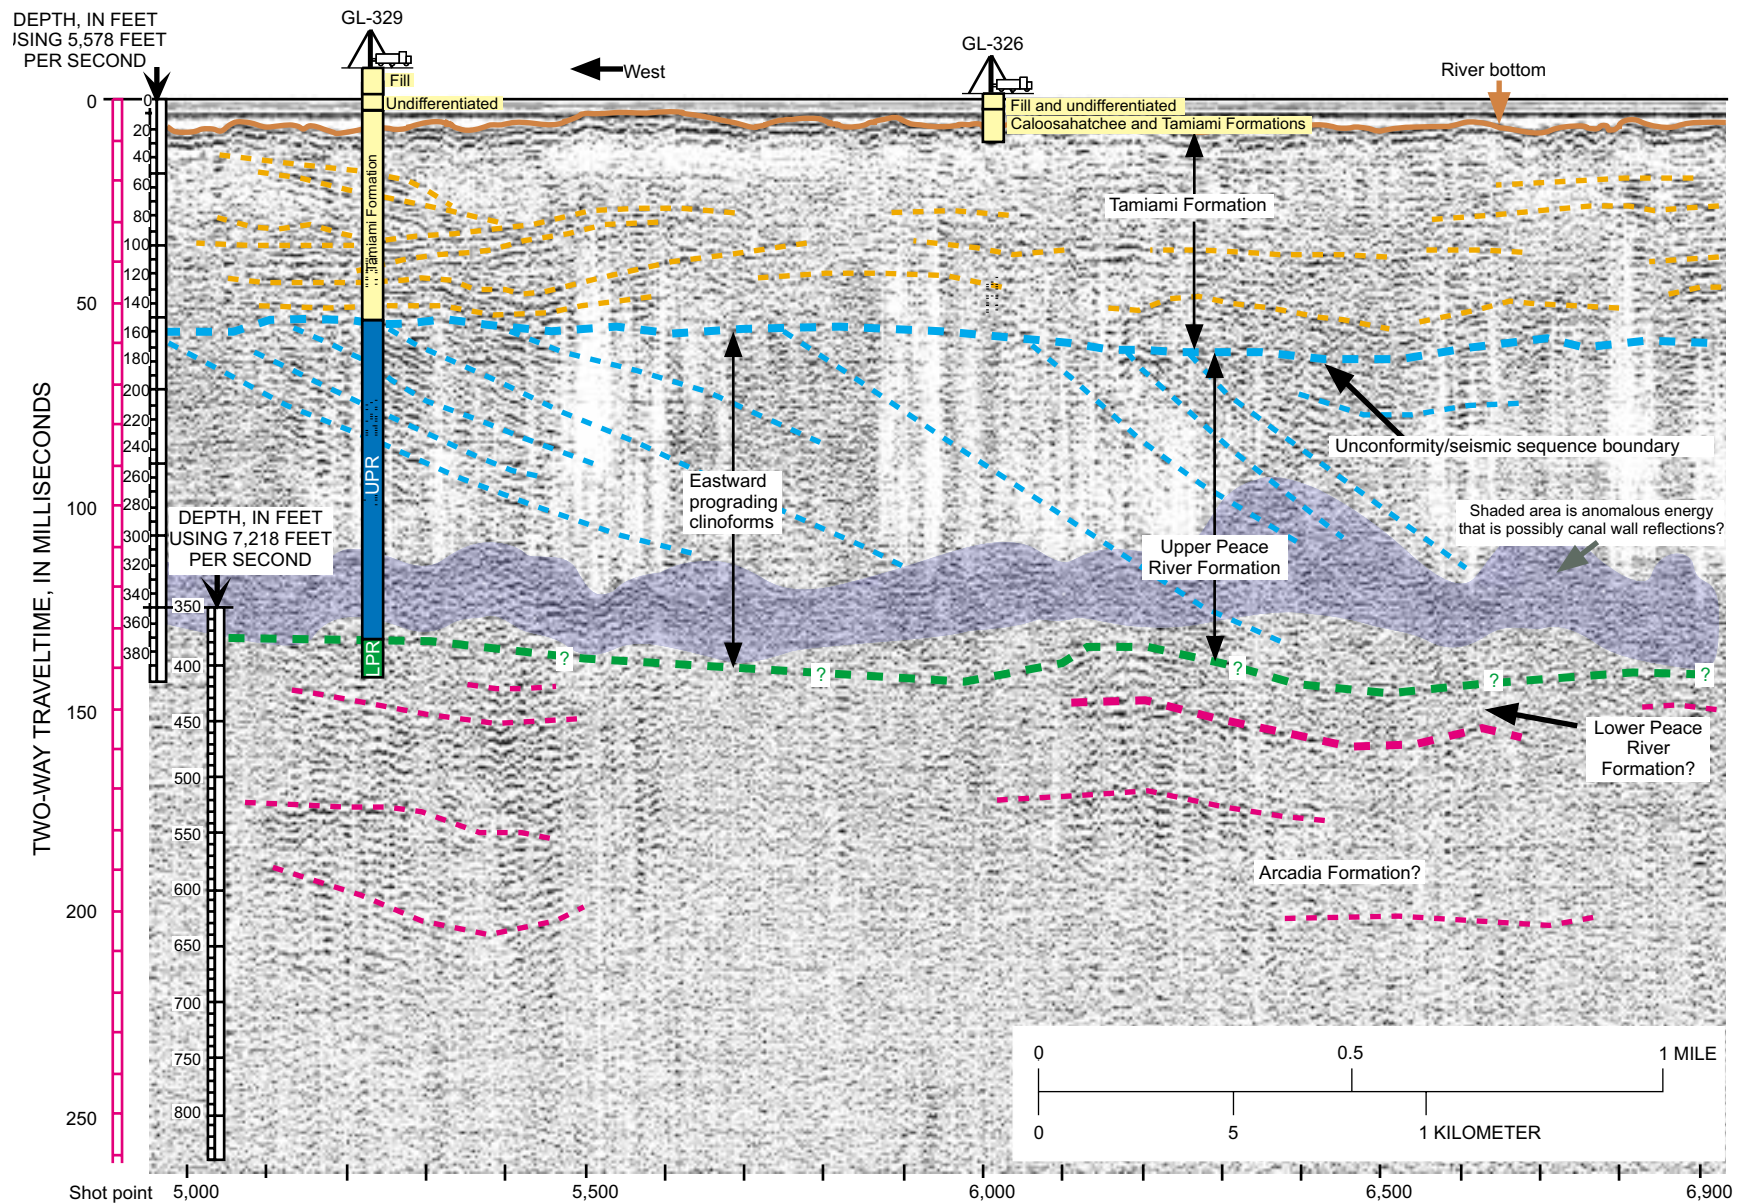 DEPTH, IN FEET
USING 5,578 FEET
PER SECOND
GL-329
West
GL-326
River bottom
Fill
Undifferentiated
Fill and undifferentiated
Caloosahatchee and Tamiami Formations
Tamiami Formation
Tamiami Formation
0
50
100
150
200
250
TWO-WAY TRAVELTIME, IN MILLISECONDS
0
20
40
60
80
100
120
140
160
180
200
220
240
260
280
300
320
340
360
380
UPR
LPR
Unconformity/seismic sequence boundary
Eastward
prograding
clinoforms
Shaded area is anomalous energy
that is possibly canal wall reflections?
Upper Peace
River Formation
DEPTH, IN FEET
USING 7,218 FEET
PER SECOND
350
400
450
500
550
600
650
700
750
800
?
?
?
?
?
Lower Peace
River
Formation?
Arcadia Formation?
0
0.5
1 MILE
0
5
1 KILOMETER
Shot point
5,000
5,500
6,000
6,500
6,900